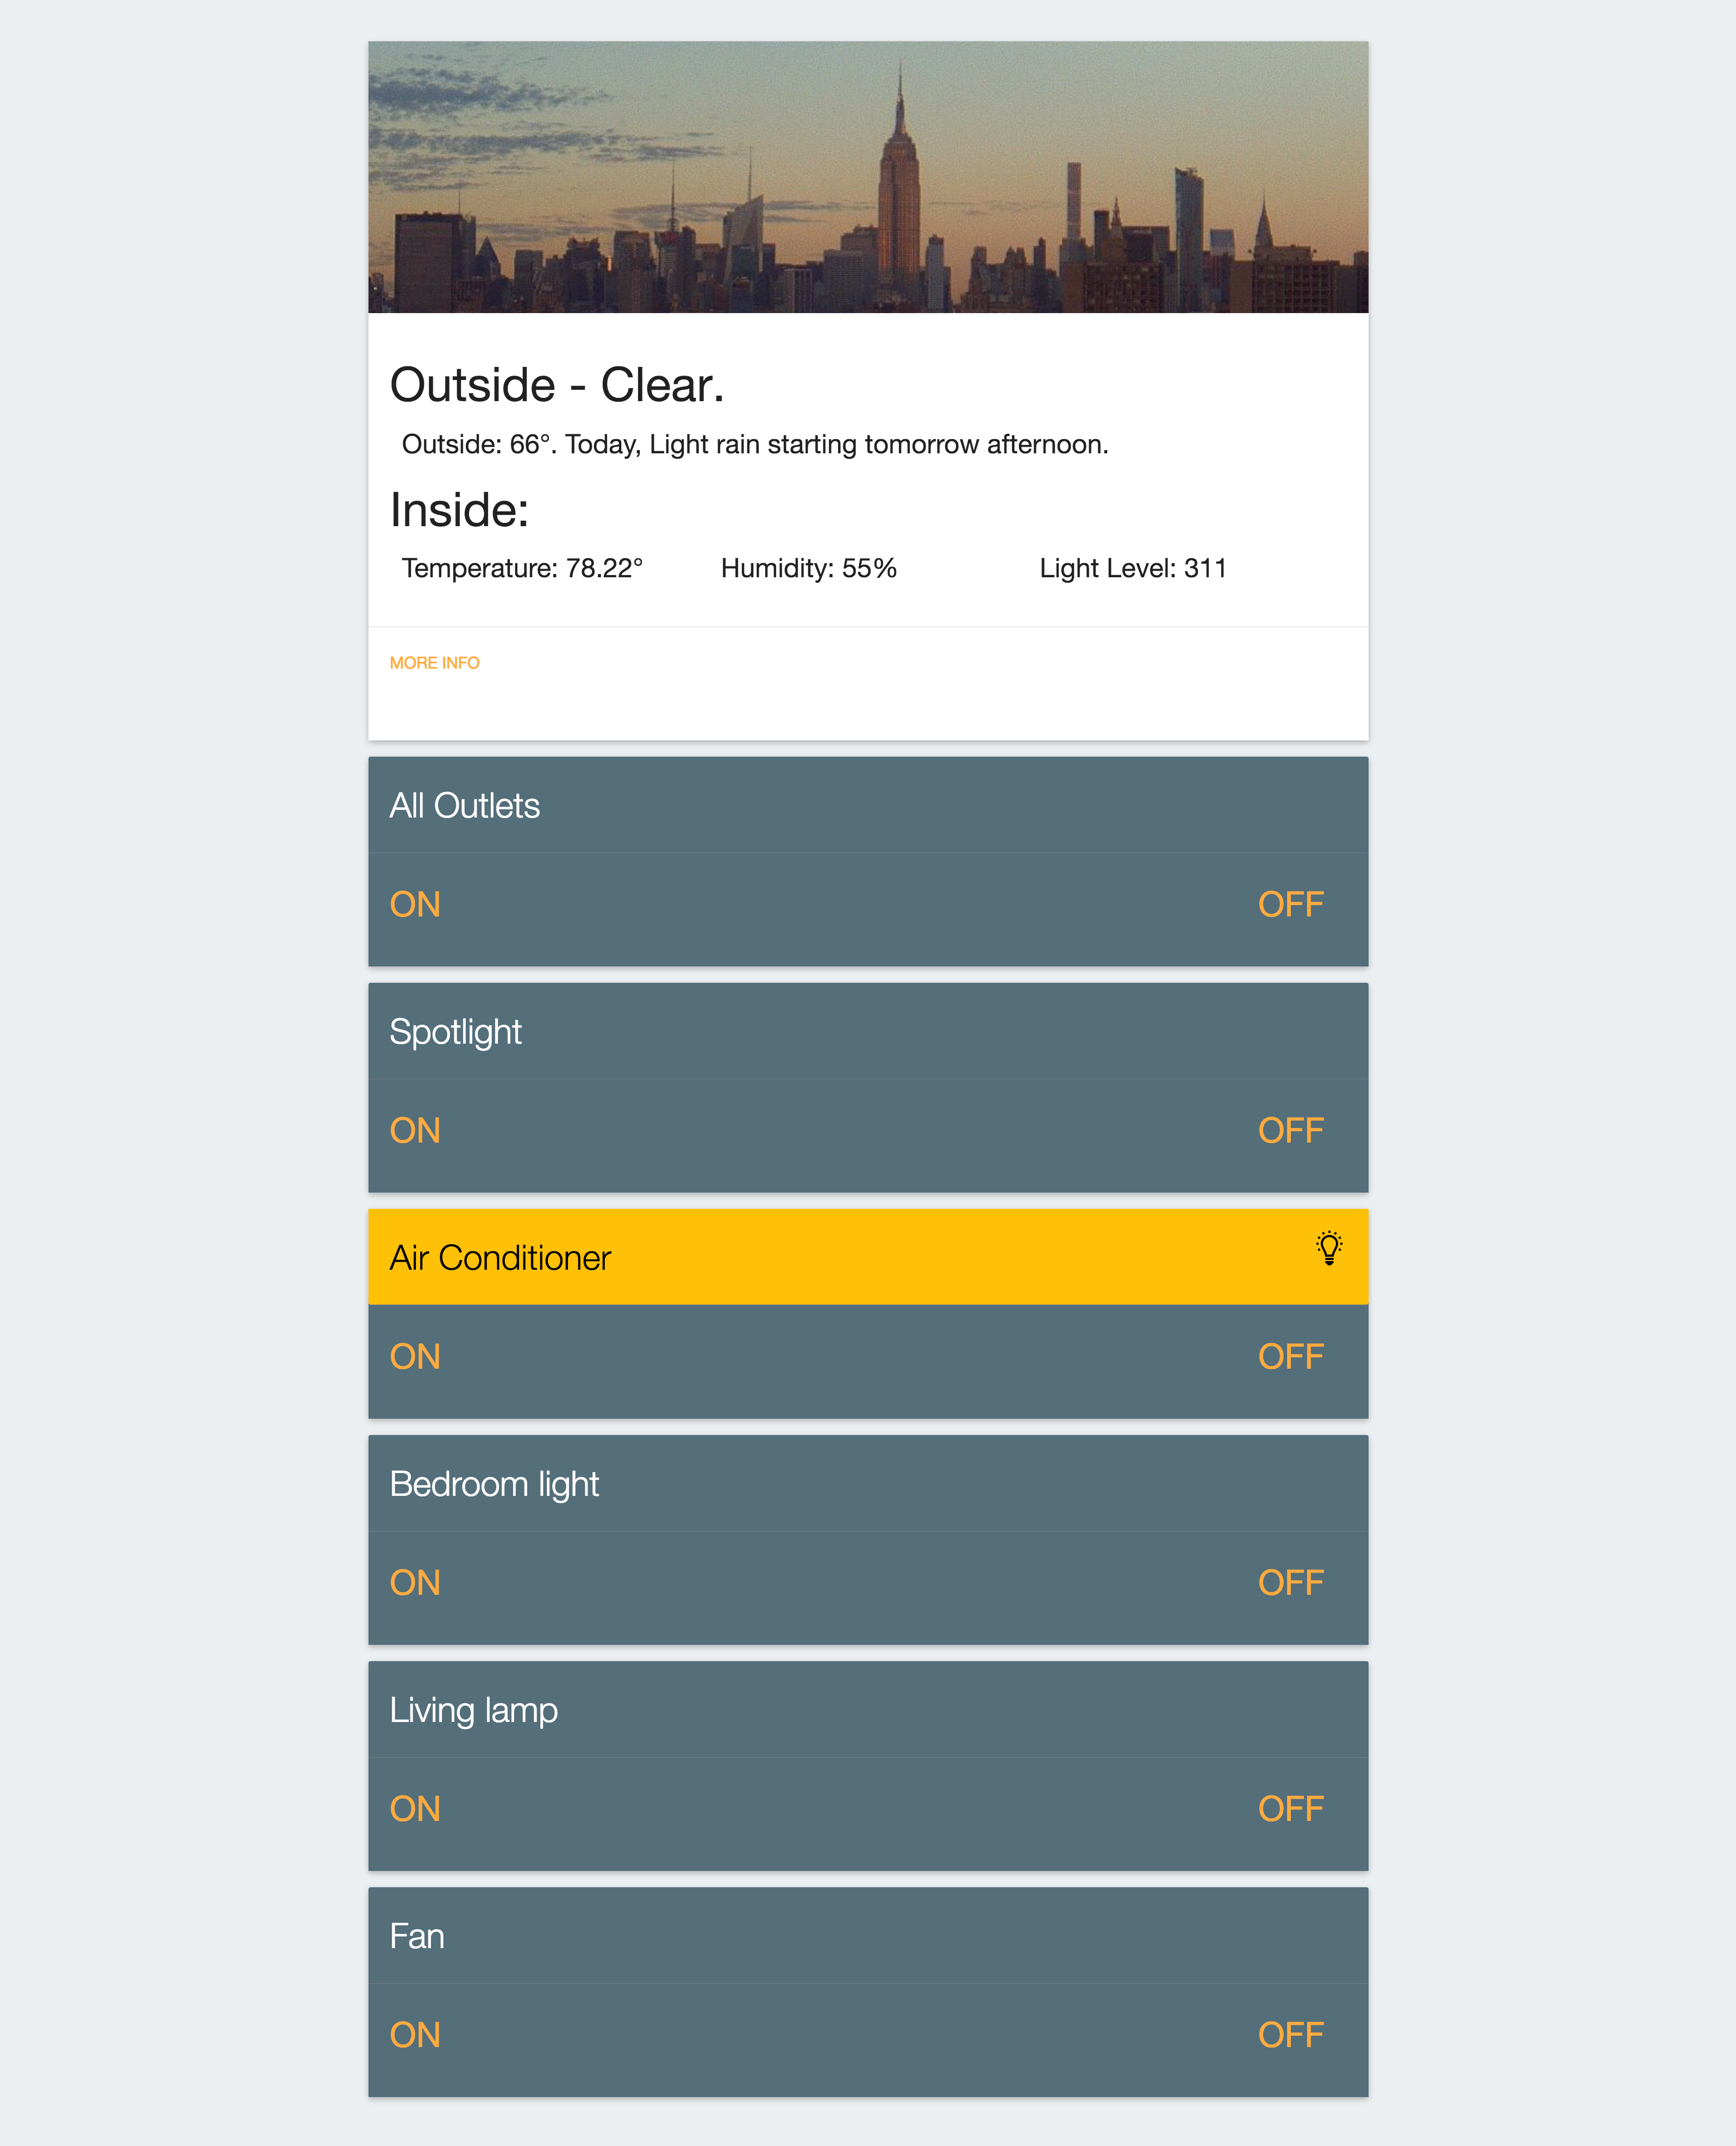 Outside - Clear.
Outside: 66°. Today, Light rain starting tomorrow afternoon.
Inside:
Temperature: 78.22° Humidity: 55% Light Level: 311
MORE INFO
All Outlets
ON OFF
Spotlight
ON OFF
Air Conditioner
ON OFF
Bedroom light
ON OFF
Living lamp
ON OFF
Fan
ON OFF